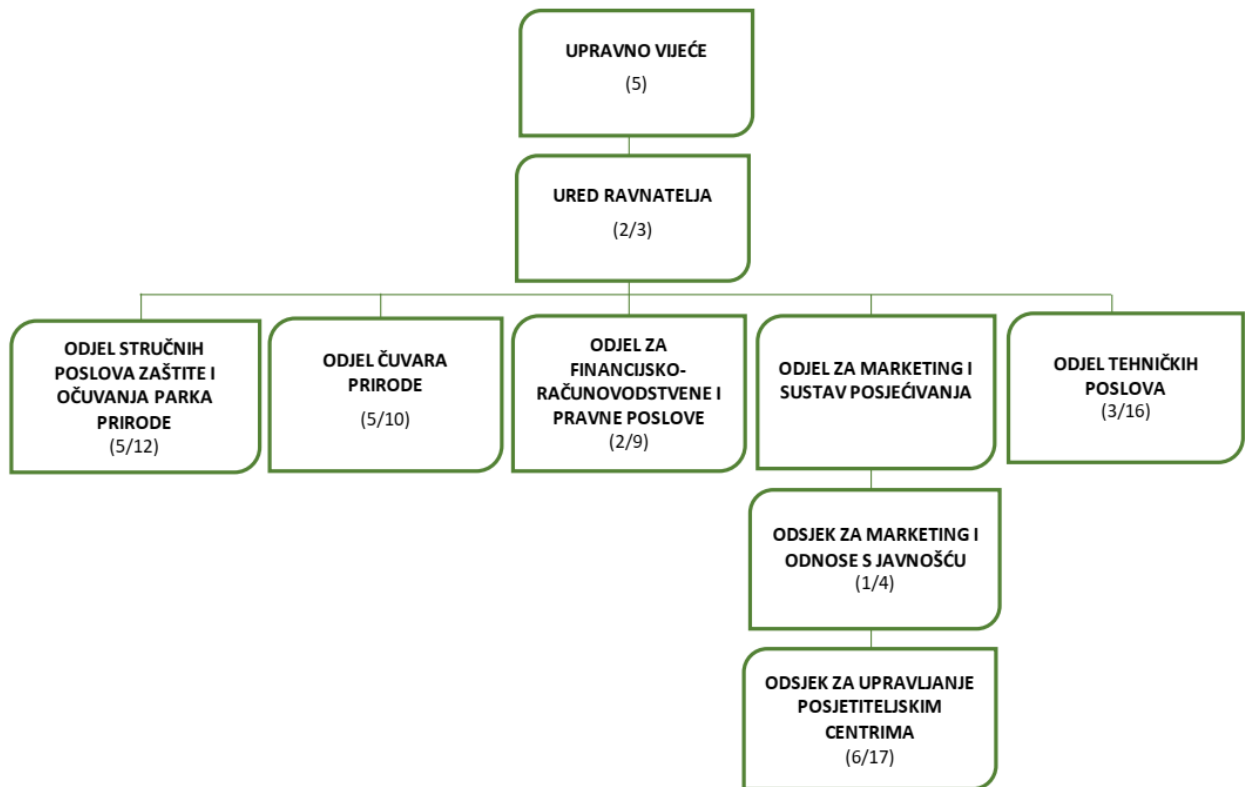 UPRAVNO VIJEĆE
(5)
URED RAVNATELJA
(2/3)
ODJEL STRUČNIH
POSLOVA ZAŠTITE I
OČUVANJA PARKA
PRIRODE
(5/12)
ODJEL ČUVARA
PRIRODE
(5/10)
ODJEL ZA
FINANCIJSKO-
RAČUNOVODSTVENE I
PRAVNE POSLOVE
(2/9)
ODJEL ZA MARKETING I
SUSTAV POSJEĆIVANJA
ODJEL TEHNIČKIH
POSLOVA
(3/16)
ODSJEK ZA MARKETING I
ODNOSE S JAVNOŠĆU
(1/4)
ODSJEK ZA UPRAVLJANJE
POSJETITELJSKIM
CENTRIMA
(6/17)